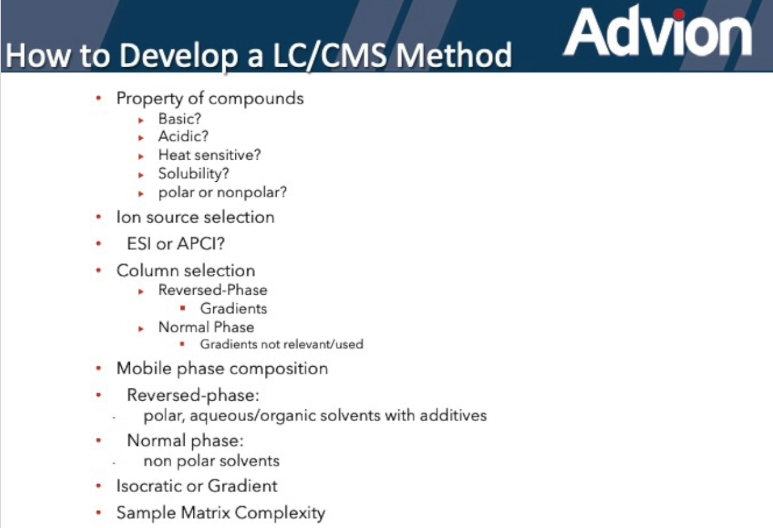 How to Develop a LC/CMS Method
Advion
• Property of compounds
▸ Basic?
▸ Acidic?
▸ Heat sensitive?
▸ Solubility?
▸ polar or nonpolar?
• Ion source selection
• ESI or APCI?
• Column selection
▸ Reversed-Phase
▪ Gradients
▸ Normal Phase
▪ Gradients not relevant/used
• Mobile phase composition
• Reversed-phase:
- polar, aqueous/organic solvents with additives
• Normal phase:
- non polar solvents
• Isocratic or Gradient
• Sample Matrix Complexity